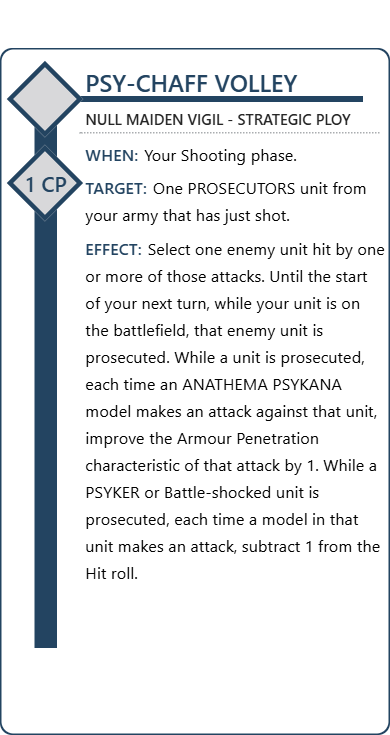 PSY-CHAFF VOLLEY
NULL MAIDEN VIGIL - STRATEGIC PLOY
WHEN: Your Shooting phase.
1 CP
TARGET: One PROSECUTORS unit from
your army that has just shot.
EFFECT: Select one enemy unit hit by one
or more of those attacks. Until the start
of your next turn, while your unit is on
the battlefield, that enemy unit is
prosecuted. While a unit is prosecuted,
each time an ANATHEMA PSYKANA
model makes an attack against that unit,
improve the Armour Penetration
characteristic of that attack by 1. While a
PSYKER or Battle-shocked unit is
prosecuted, each time a model in that
unit makes an attack, subtract 1 from the
Hit roll.